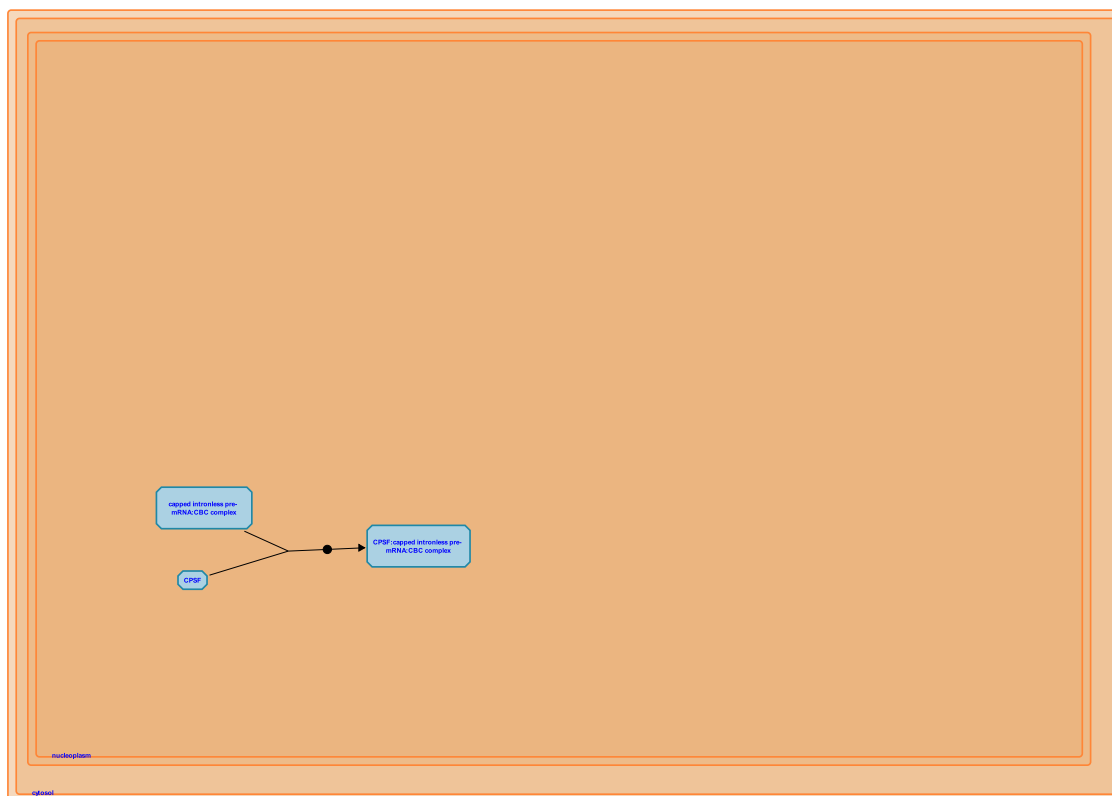 capped intronless pre-
mRNA:CBC complex
CPSF:capped intronless pre-
mRNA:CBC complex
CPSF
nucleoplasm
cytosol